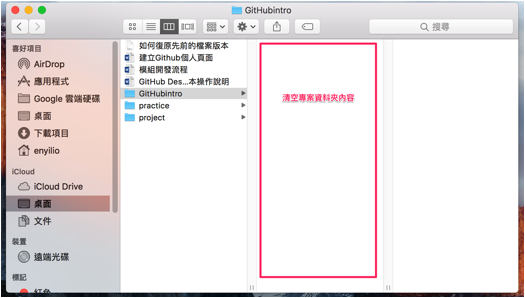 GitHubintro
搜尋
喜好項目
AirDrop
應用程式
Google 雲端硬碟
桌面
下載項目
enyilio
iCloud
iCloud Drive
桌面
文件
裝置
遠端光碟
標記
紅色
如何復原先前的檔案版本
建立Github個人頁面
模組開發流程
GitHub Des...本操作說明
GitHubintro
practice
project
清空專案資料夾內容